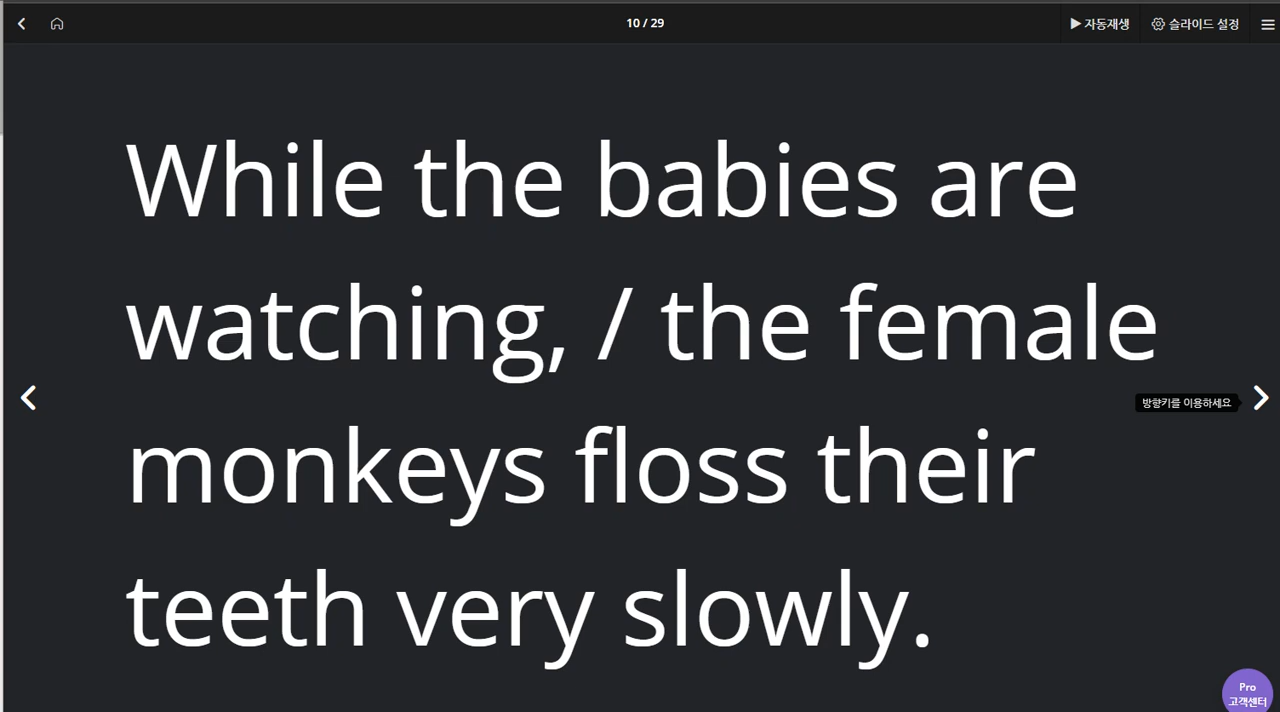 10 / 29
▶ 자동재생
슬라이드 설정
While the babies are
watching, / the female
monkeys floss their
teeth very slowly.
방향키를 이용하세요
Pro
고객센터